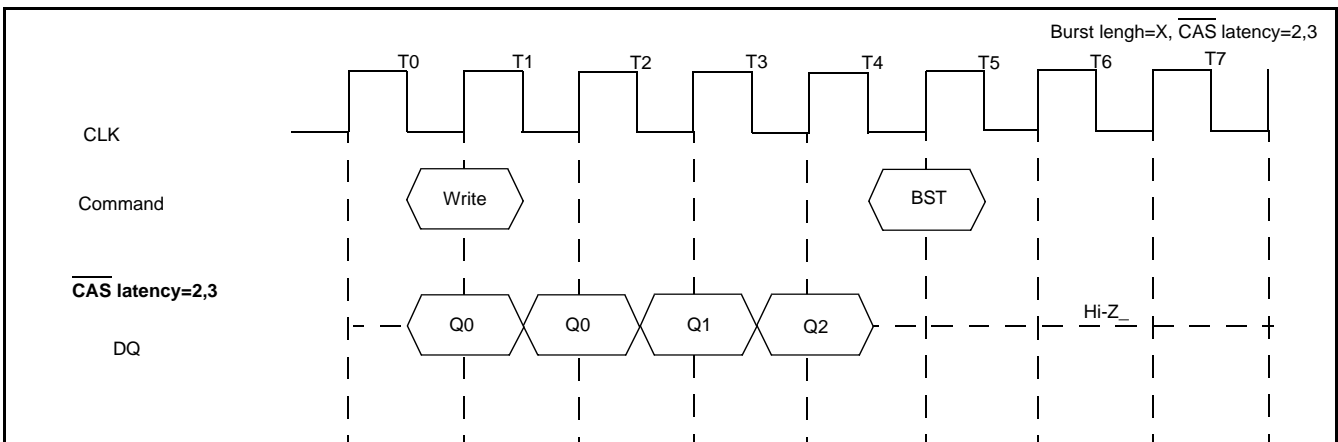 Burst lengh=X, CAS latency=2,3
T0 T1 T2 T3 T4 T5 T6 T7
CLK
Command Write BST
CAS latency=2,3
DQ Q0 Q0 Q1 Q2 Hi-Z_